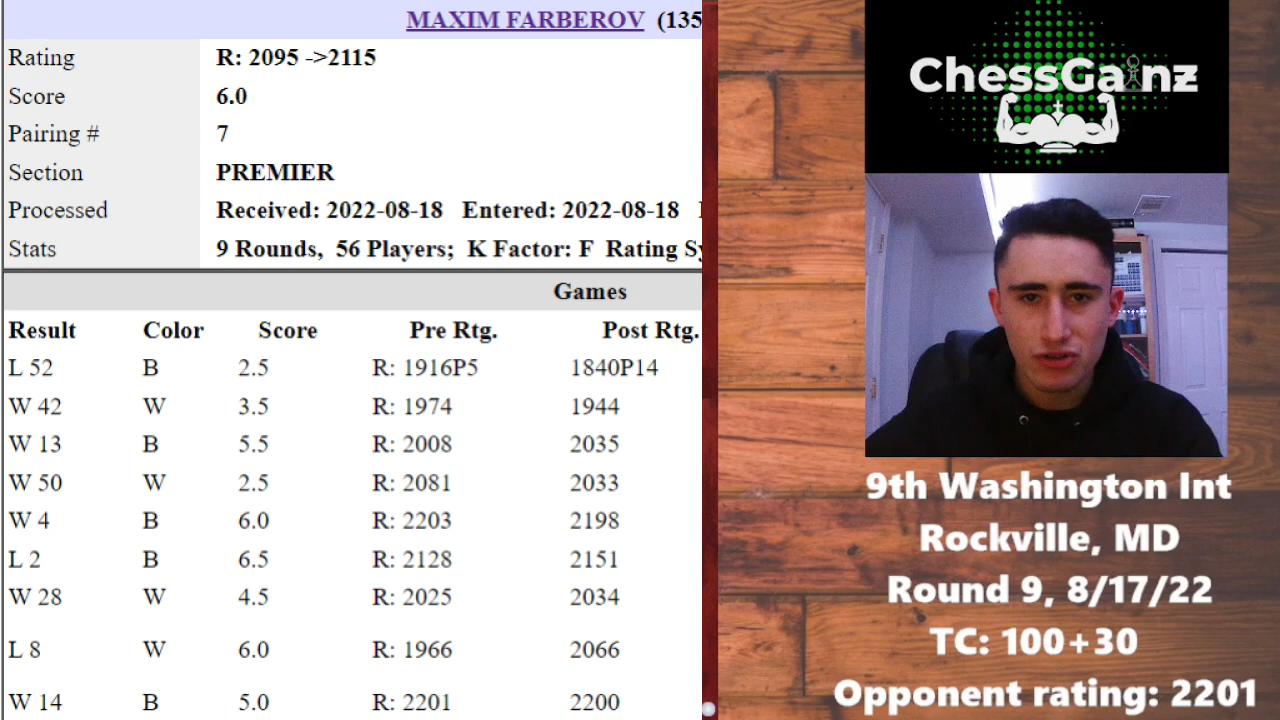 MAXIM FARBEROV (135
Rating R: 2095 ->2115
Score 6.0
Pairing # 7
Section PREMIER
Processed Received: 2022-08-18 Entered: 2022-08-18
Stats 9 Rounds, 56 Players; K Factor: F Rating Sy
Games
Result Color Score Pre Rtg. Post Rtg.
L 52 B 2.5 R: 1916P5 1840P14
W 42 W 3.5 R: 1974 1944
W 13 B 5.5 R: 2008 2035
W 50 W 2.5 R: 2081 2033
W 4 B 6.0 R: 2203 2198
L 2 B 6.5 R: 2128 2151
W 28 W 4.5 R: 2025 2034
L 8 W 6.0 R: 1966 2066
W 14 B 5.0 R: 2201 2200
ChessGainz
9th Washington Int
Rockville, MD
Round 9, 8/17/22
TC: 100+30
Opponent rating: 2201